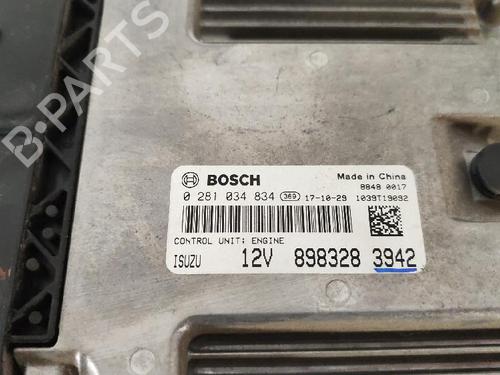 B-PARTS
BOSCH Made in China
8848 0017
0 281 034 834 369 17-10-29 1039T19092
CONTROL UNIT: ENGINE
ISUZU 12V 898328 3942